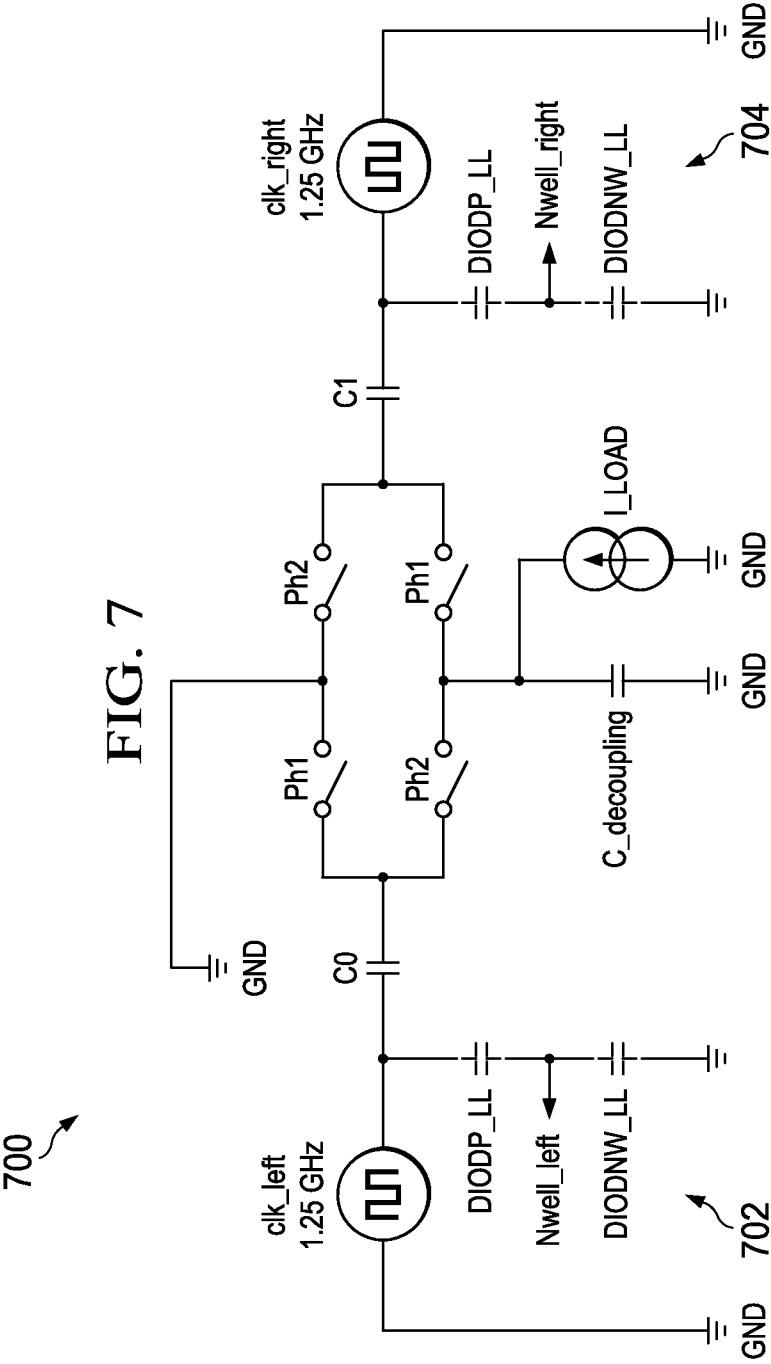 700
FIG. 7
GND
Ph1
Ph2
Ph2
Ph1
clk_left
1.25 GHz
C0
C1
clk_right
1.25 GHz
DIODP_LL
Nwell_left
DIODNW_LL
C_decoupling
I_LOAD
DIODP_LL
Nwell_right
DIODNW_LL
GND
GND
GND
GND
702
704